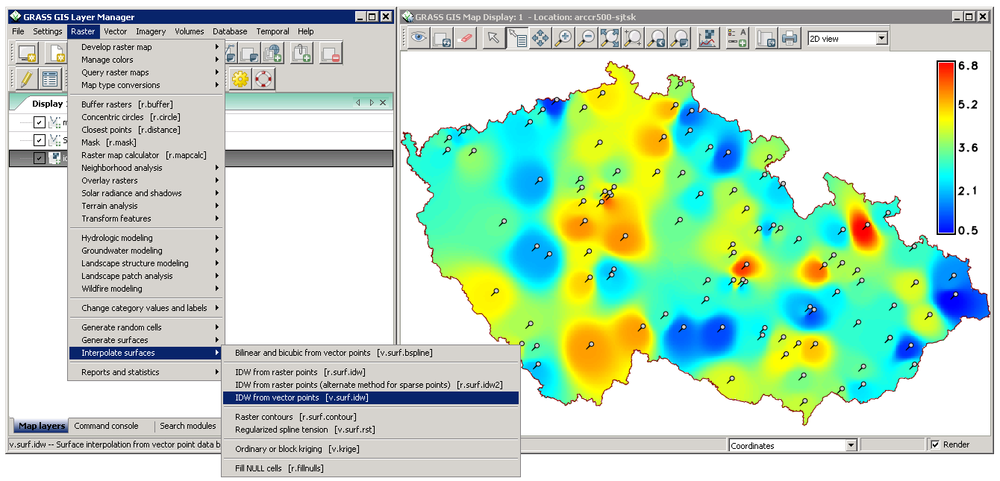 GRASS GIS Layer Manager
File Settings Raster Vector Imagery Volumes Database Temporal Help
Display
Develop raster map
Manage colors
Query raster maps
Map type conversions
Buffer rasters [r.buffer]
Concentric circles [r.circle]
Closest points [r.distance]
Mask [r.mask]
Raster map calculator [r.mapcalc]
Neighborhood analysis
Overlay rasters
Solar radiance and shadows
Terrain analysis
Transform features
Hydrologic modeling
Groundwater modeling
Landscape structure modeling
Landscape patch analysis
Wildfire modeling
Change category values and labels
Generate random cells
Generate surfaces
Interpolate surfaces
Reports and statistics
Bilinear and bicubic from vector points [v.surf.bspline]
IDW from raster points [r.surf.idw]
IDW from raster points (alternate method for sparse points) [r.surf.idw2]
IDW from vector points [v.surf.idw]
Raster contours [r.surf.contour]
Regularized spline tension [v.surf.rst]
Ordinary or block kriging [v.krige]
Fill NULL cells [r.fillnulls]
Map layers Command console Search modules
v.surf.idw -- Surface interpolation from vector point data b
GRASS GIS Map Display: 1 - Location: arccr500-sjtsk
2D view
6.8
5.2
3.6
2.1
0.5
Coordinates
Render